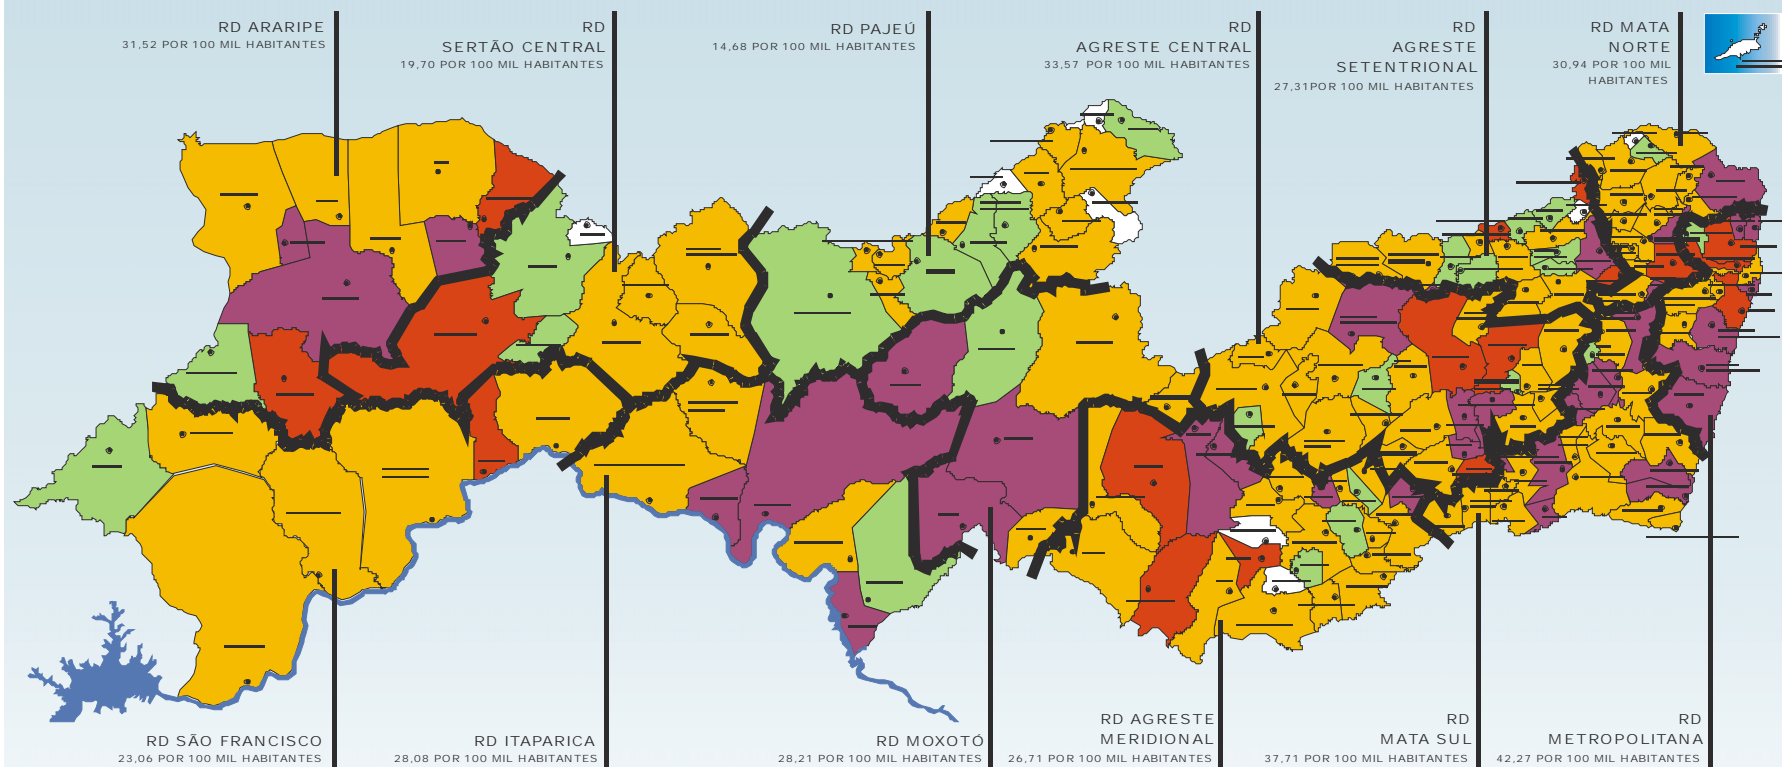 RD ARARIPE
31,52 POR 100 MIL HABITANTES
RD
SERTÃO CENTRAL
19,70 POR 100 MIL HABITANTES
RD PAJEÚ
14,68 POR 100 MIL HABITANTES
RD
AGRESTE CENTRAL
33,57 POR 100 MIL HABITANTES
RD
AGRESTE
SETENTRIONAL
27,31POR 100 MIL HABITANTES
RD MATA
NORTE
30,94 POR 100 MIL
HABITANTES
RD SÃO FRANCISCO
23,06 POR 100 MIL HABITANTES
RD ITAPARICA
28,08 POR 100 MIL HABITANTES
RD MOXOTÓ
28,21 POR 100 MIL HABITANTES
RD AGRESTE
MERIDIONAL
26,71 POR 100 MIL HABITANTES
RD
MATA SUL
37,71 POR 100 MIL HABITANTES
RD
METROPOLITANA
42,27 POR 100 MIL HABITANTES